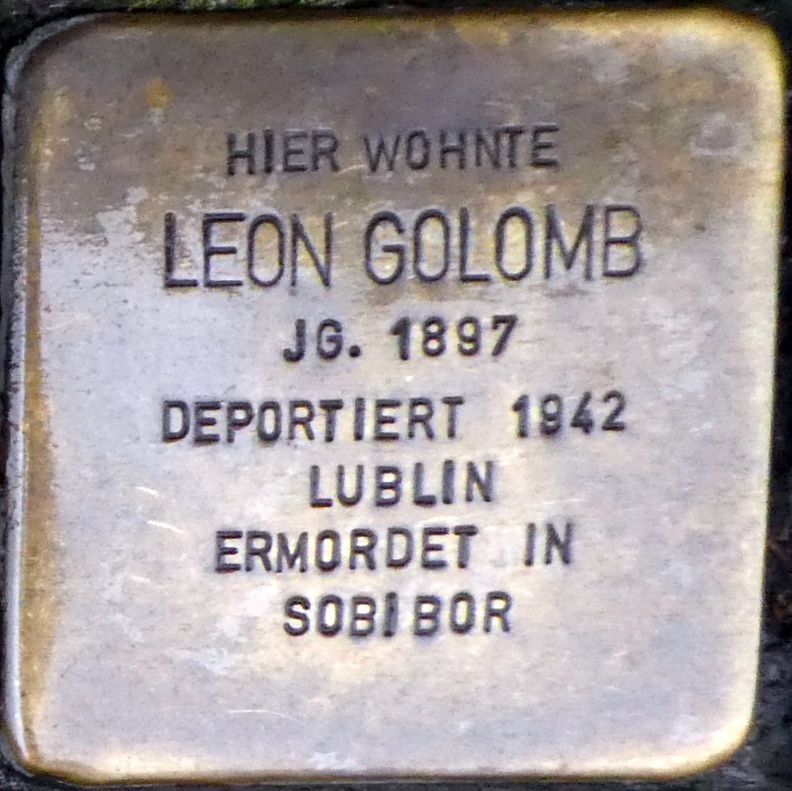 HIER WOHNTE
LEON GOLOMB
JG. 1897
DEPORTIERT 1942
LUBLIN
ERMORDET IN
SOBIBOR